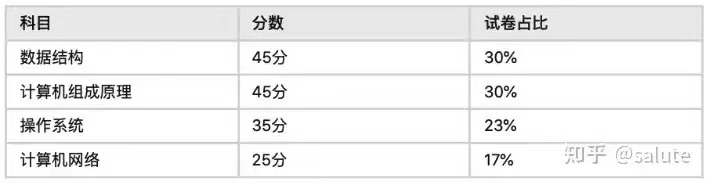 科目 分数 试卷占比
数据结构 45分 30%
计算机组成原理 45分 30%
操作系统 35分 23%
计算机网络 25分 17%
知乎 @salute